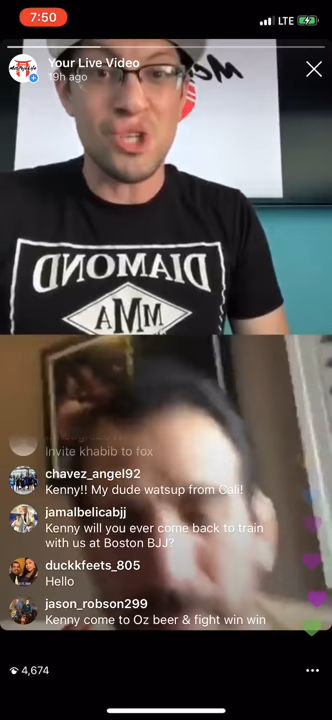 7:50
LTE
Your Live Video
19h ago
DIAMOND
MMA
Invite khabib to fox
chavez_angel92
Kenny!! My dude watsup from Cali!
jamalbelicabjj
Kenny will you ever come back to train
with us at Boston BJJ?
duckkfeets_805
Hello
jason_robson299
Kenny come to Oz beer & fight win win
4,674